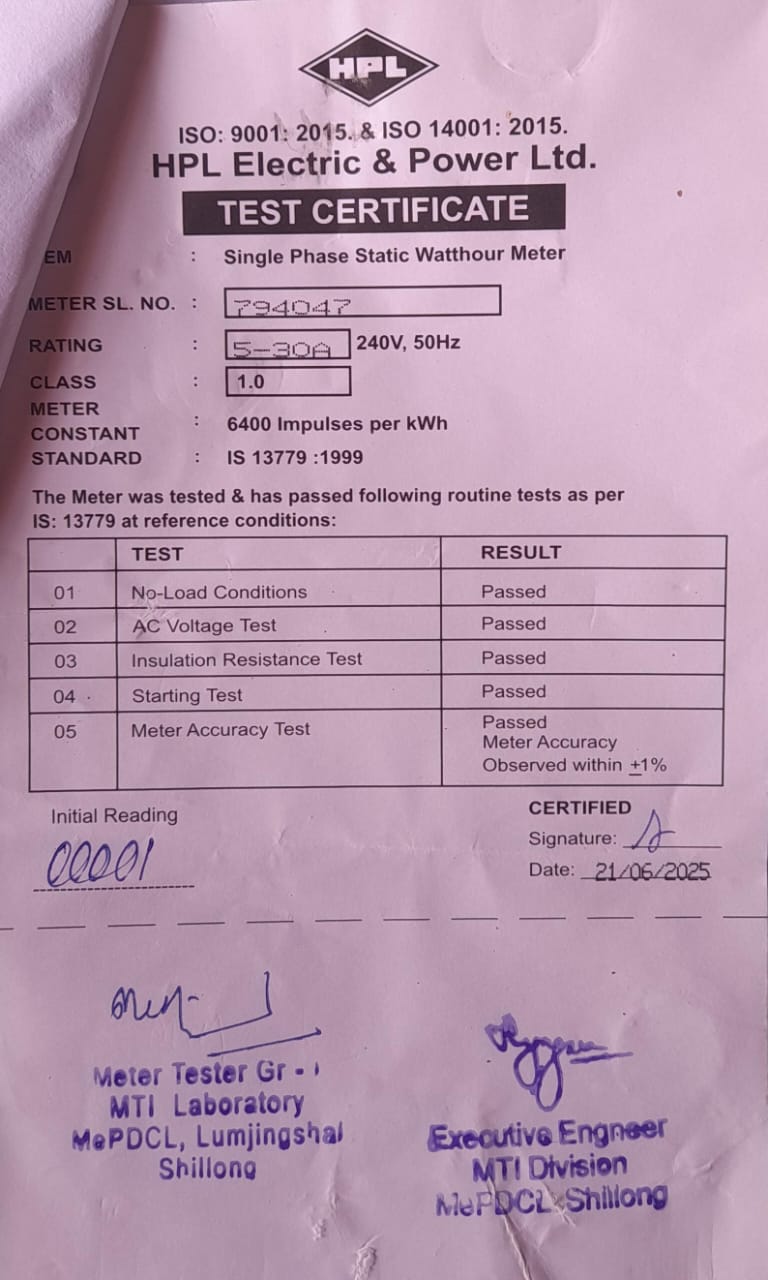 HPL
ISO: 9001: 2015. & ISO 14001: 2015.
HPL Electric & Power Ltd.
TEST CERTIFICATE
EM : Single Phase Static Watthour Meter
METER SL. NO. : 794047
RATING : 5-30A 240V, 50Hz
CLASS : 1.0
METER
CONSTANT : 6400 Impulses per kWh
STANDARD : IS 13779 :1999
The Meter was tested & has passed following routine tests as per
IS: 13779 at reference conditions:
TEST RESULT
01 No-Load Conditions Passed
02 AC Voltage Test Passed
03 Insulation Resistance Test Passed
04 Starting Test Passed
05 Meter Accuracy Test Passed
Meter Accuracy
Observed within ±1%
Initial Reading
00001
CERTIFIED
Signature:
Date: 21/06/2025
Meter Tester Gr - I
MTI Laboratory
MePDCL, Lumjingshai
Shillong
Executive Engneer
MTI Division
MePDCL Shillong